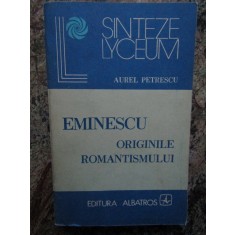 SINTEZE
LYCEUM
AUREL PETRESCU
EMINESCU
ORIGINILE
ROMANTISMULUI
EDITURA ALBATROS